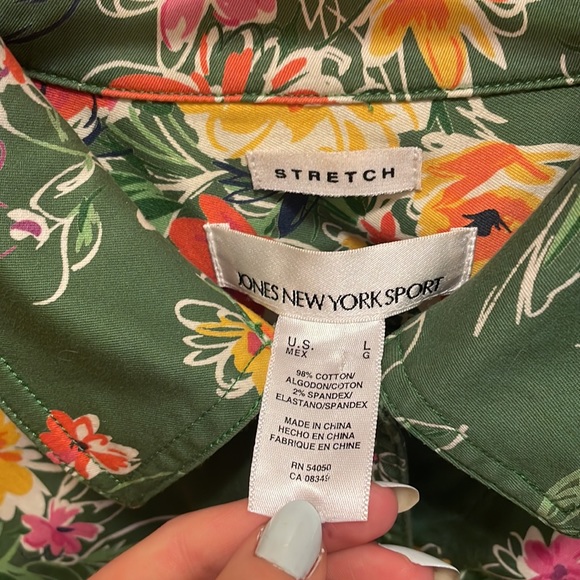 STRETCH
JONES NEW YORK SPORT
U.S. L
MEX G
98% COTTON/
ALGODON/COTON
2% SPANDEX/
ELASTANO/SPANDEX
MADE IN CHINA
HECHO EN CHINA
FABRIQUE EN CHINE
RN 54050
CA 08349